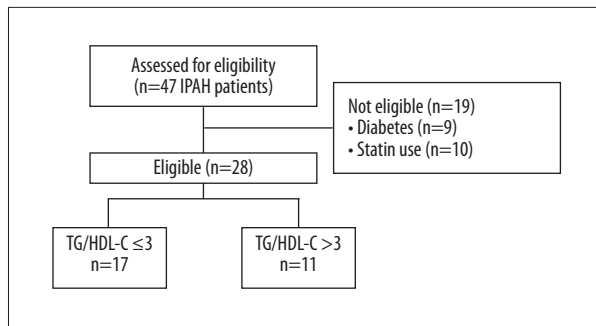 Assessed for eligibility
(n=47 IPAH patients)
Not eligible (n=19)
• Diabetes (n=9)
• Statin use (n=10)
Eligible (n=28)
TG/HDL-C ≤3
n=17
TG/HDL-C >3
n=11